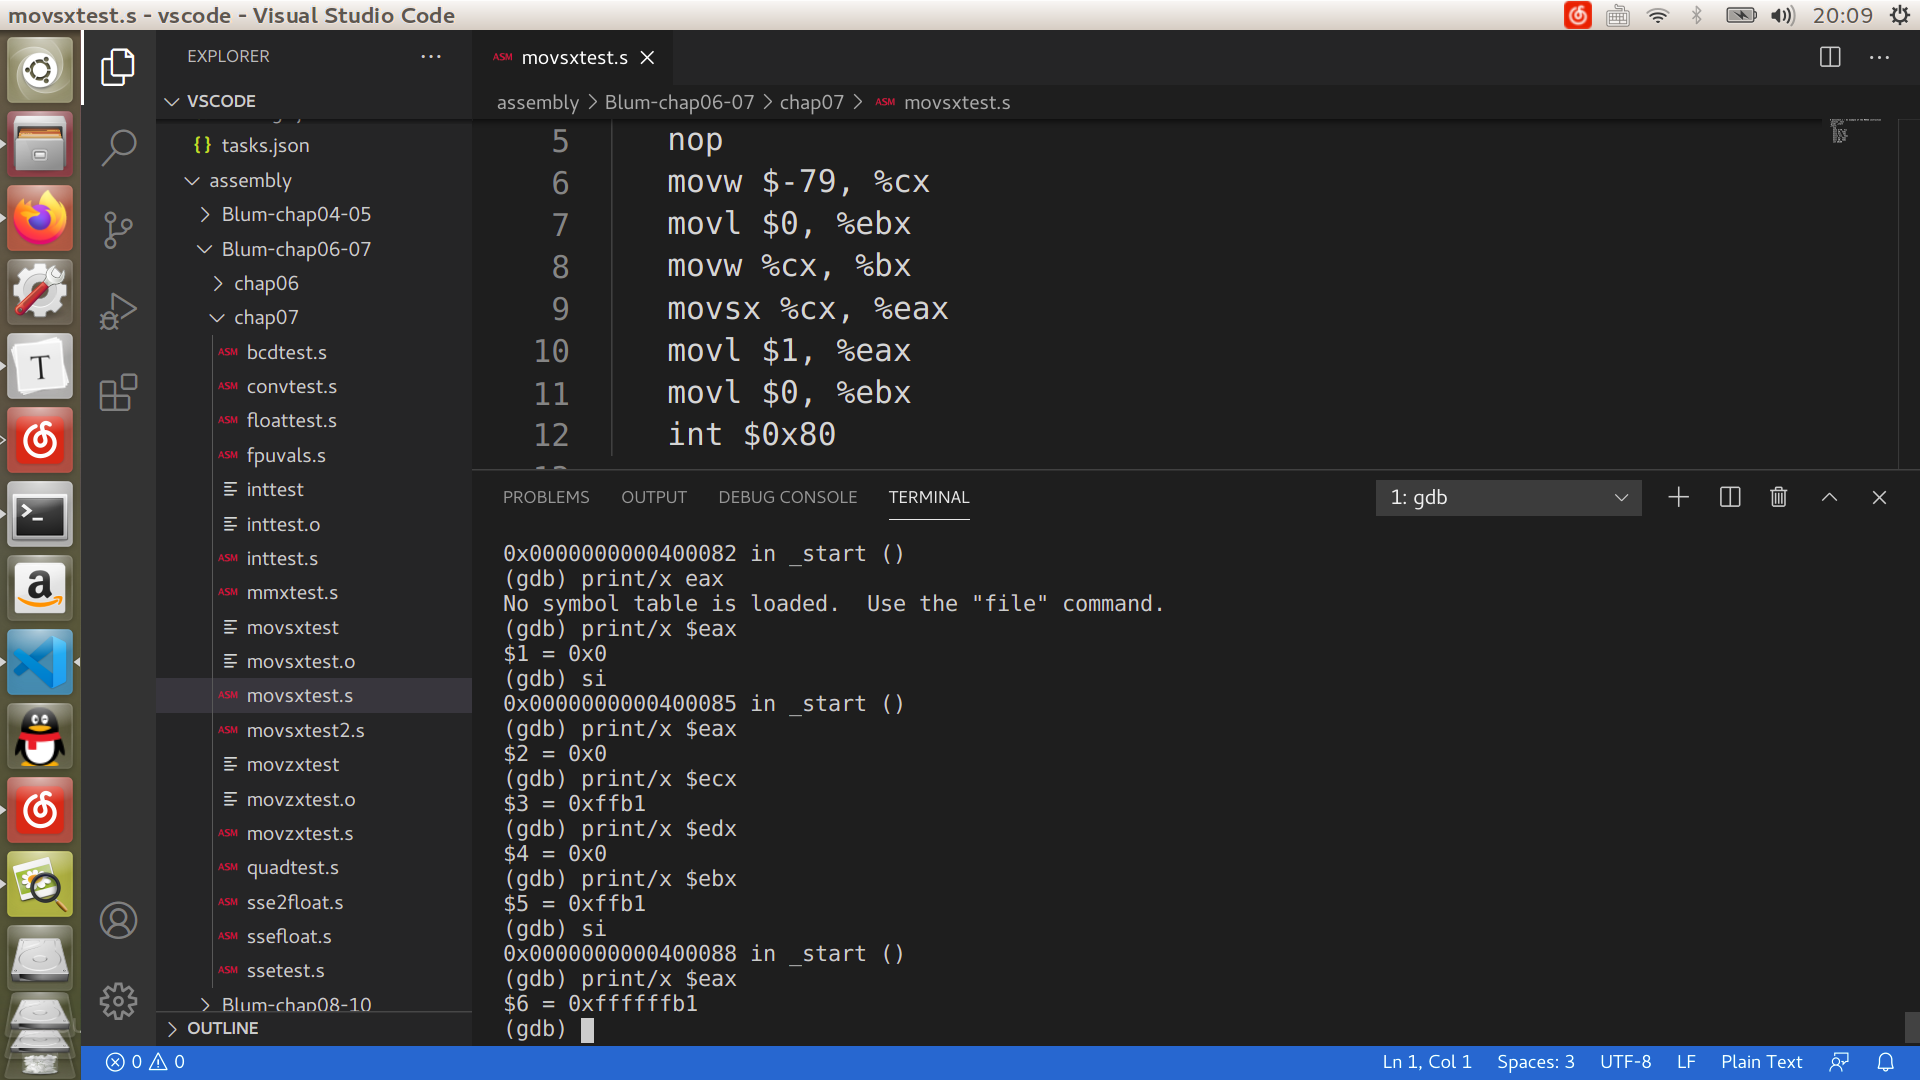 movsxtest.s - vscode - Visual Studio Code
20:09
EXPLORER
VSCODE
{} tasks.json
assembly
Blum-chap04-05
Blum-chap06-07
chap06
chap07
ASM bcdtest.s
ASM convtest.s
ASM floattest.s
ASM fpuvals.s
inttest
inttest.o
ASM inttest.s
ASM mmxtest.s
movsxtest
movsxtest.o
ASM movsxtest.s
ASM movsxtest2.s
movzxtest
movzxtest.o
ASM movzxtest.s
ASM quadtest.s
ASM sse2float.s
ASM ssefloat.s
ASM ssetest.s
Blum-chap08-10
OUTLINE
ASM movsxtest.s
assembly > Blum-chap06-07 > chap07 > ASM movsxtest.s
5 nop
6 movw $-79, %cx
7 movl $0, %ebx
8 movw %cx, %bx
9 movsx %cx, %eax
10 movl $1, %eax
11 movl $0, %ebx
12 int $0x80
PROBLEMS OUTPUT DEBUG CONSOLE TERMINAL
1: gdb
0x0000000000400082 in _start ()
(gdb) print/x eax
No symbol table is loaded.  Use the "file" command.
(gdb) print/x $eax
$1 = 0x0
(gdb) si
0x0000000000400085 in _start ()
(gdb) print/x $eax
$2 = 0x0
(gdb) print/x $ecx
$3 = 0xffb1
(gdb) print/x $edx
$4 = 0x0
(gdb) print/x $ebx
$5 = 0xffb1
(gdb) si
0x0000000000400088 in _start ()
(gdb) print/x $eax
$6 = 0xffffffb1
(gdb)
0 0
Ln 1, Col 1 Spaces: 3 UTF-8 LF Plain Text